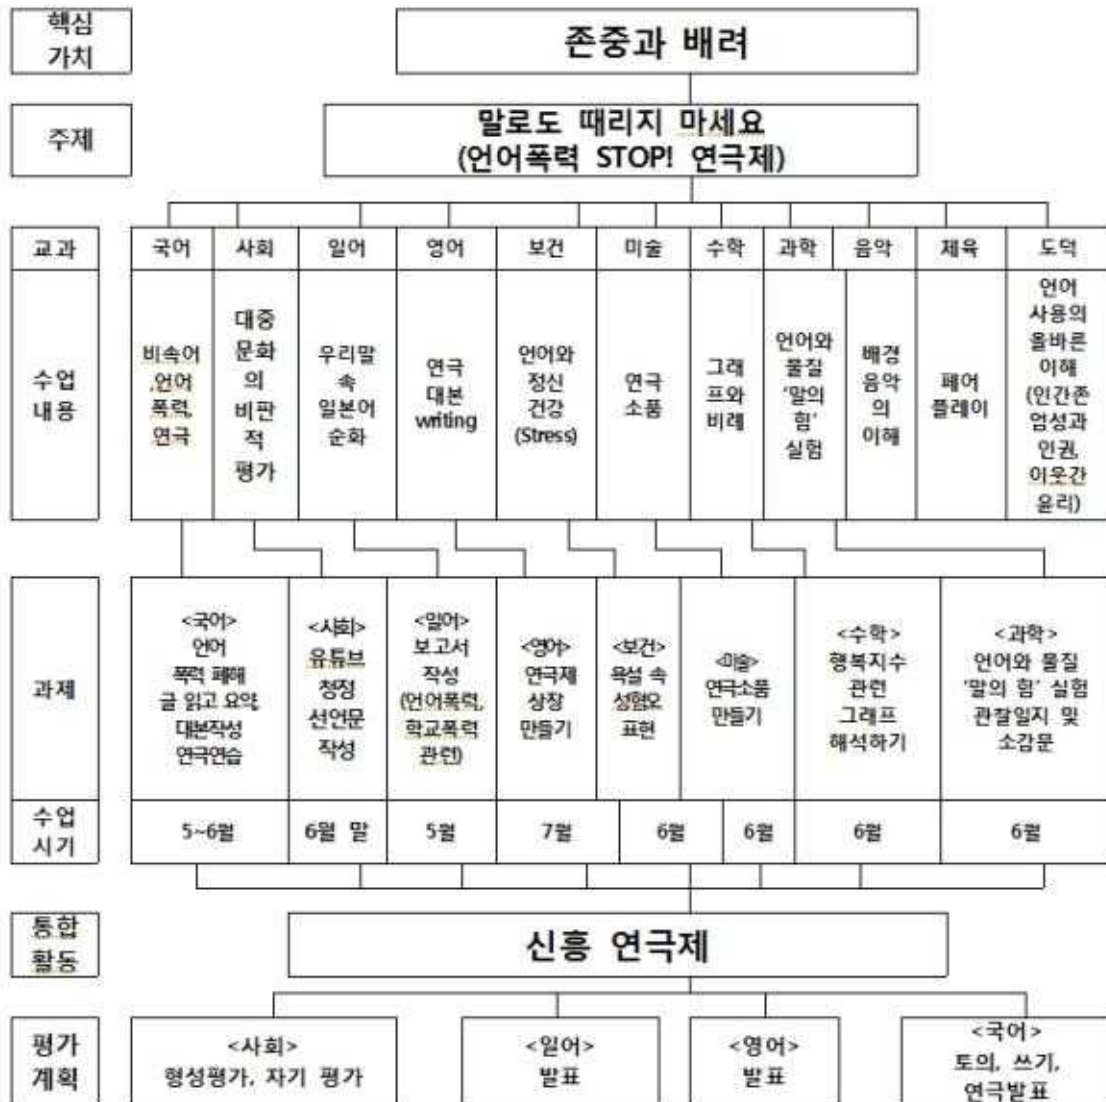 핵심
가치
존중과 배려
주제
말로도 때리지 마세요
(언어폭력 STOP! 연극제)
교과
국어
사회
일어
영어
보건
미술
수학
과학
음악
체육
도덕
수업
내용
비속어
,언어
폭력,
연극
대중
문화
의
비판
적
평가
우리말
속
일본어
순화
연극
대본
writing
언어와
정신
건강
(Stress)
연극
소품
그래
프와
비례
언어와
물질
'말의
힘'
실험
배경
음악
의
이해
페어
플레이
언어
사용의
올바른
이해
(인간존
엄성과
인권,
이웃간
윤리)
과제
<국어>
언어
폭력 폐해
글 읽고 요약,
대본작성
연극연습
<사회>
유튜브
청정
선언문
작성
<일어>
보고서
작성
(언어폭력,
학교폭력
관련)
<영어>
연극제
상장
만들기
<보건>
욕설 속
성혐오
표현
<미술>
연극소품
만들기
<수학>
행복지수
관련
그래프
해석하기
<과학>
언어와 물질
'말의 힘' 실험
관찰일지 및
소감문
수업
시기
5~6월
6월 말
5월
7월
6월
6월
6월
6월
통합
활동
신흥 연극제
평가
계획
<사회>
형성평가, 자기 평가
<일어>
발표
<영어>
발표
<국어>
토의, 쓰기,
연극발표